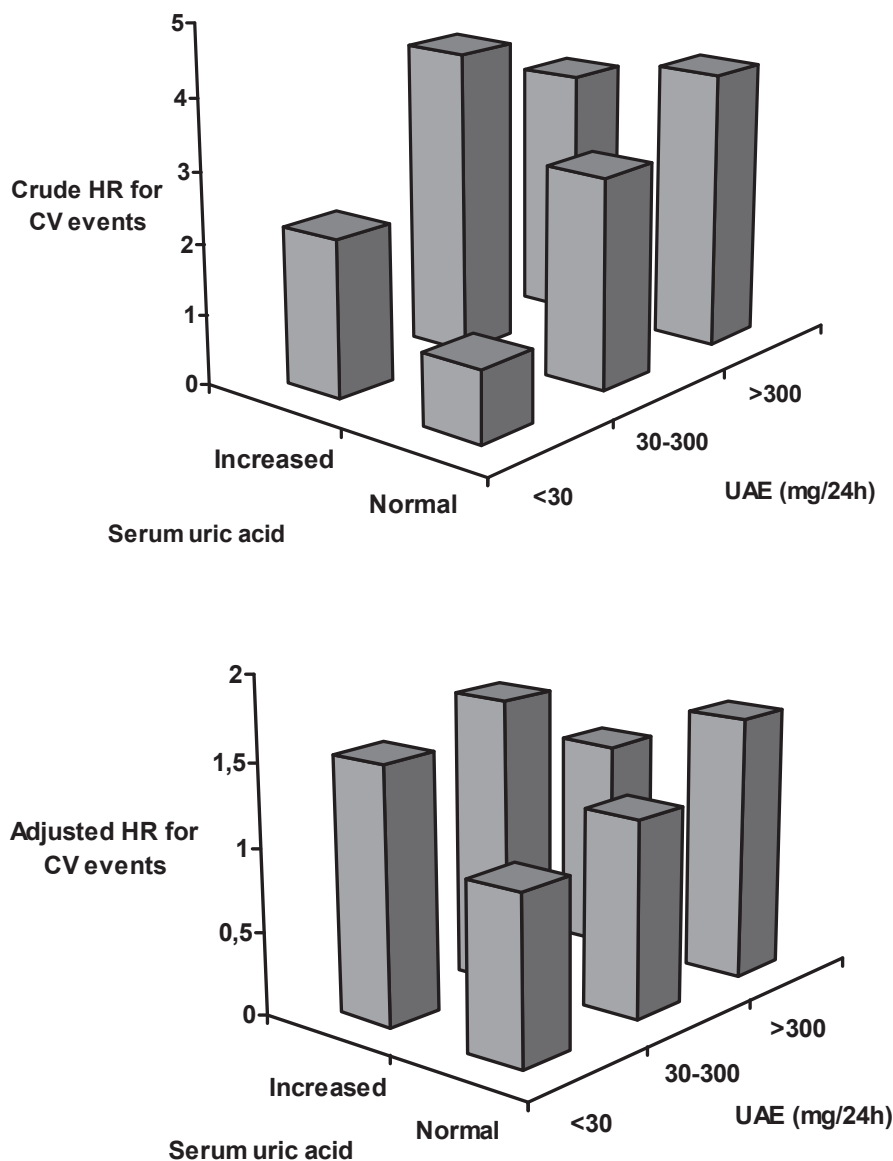 5
4
3
2
1
0
Crude HR for
CV events
Increased
Normal
Serum uric acid
<30
30-300
>300
UAE (mg/24h)
2
1,5
1
0,5
0
Adjusted HR for
CV events
Increased
Normal
Serum uric acid
<30
30-300
>300
UAE (mg/24h)